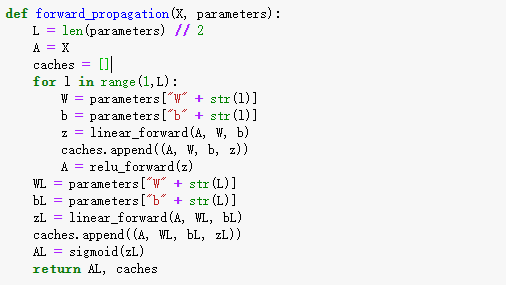 def forward_propagation(X, parameters):
    L = len(parameters) // 2
    A = X
    caches = []
    for l in range(1,L):
        W = parameters["W" + str(l)]
        b = parameters["b" + str(l)]
        z = linear_forward(A, W, b)
        caches.append((A, W, b, z))
        A = relu_forward(z)
    WL = parameters["W" + str(L)]
    bL = parameters["b" + str(L)]
    zL = linear_forward(A, WL, bL)
    caches.append((A, WL, bL, zL))
    AL = sigmoid(zL)
    return AL, caches